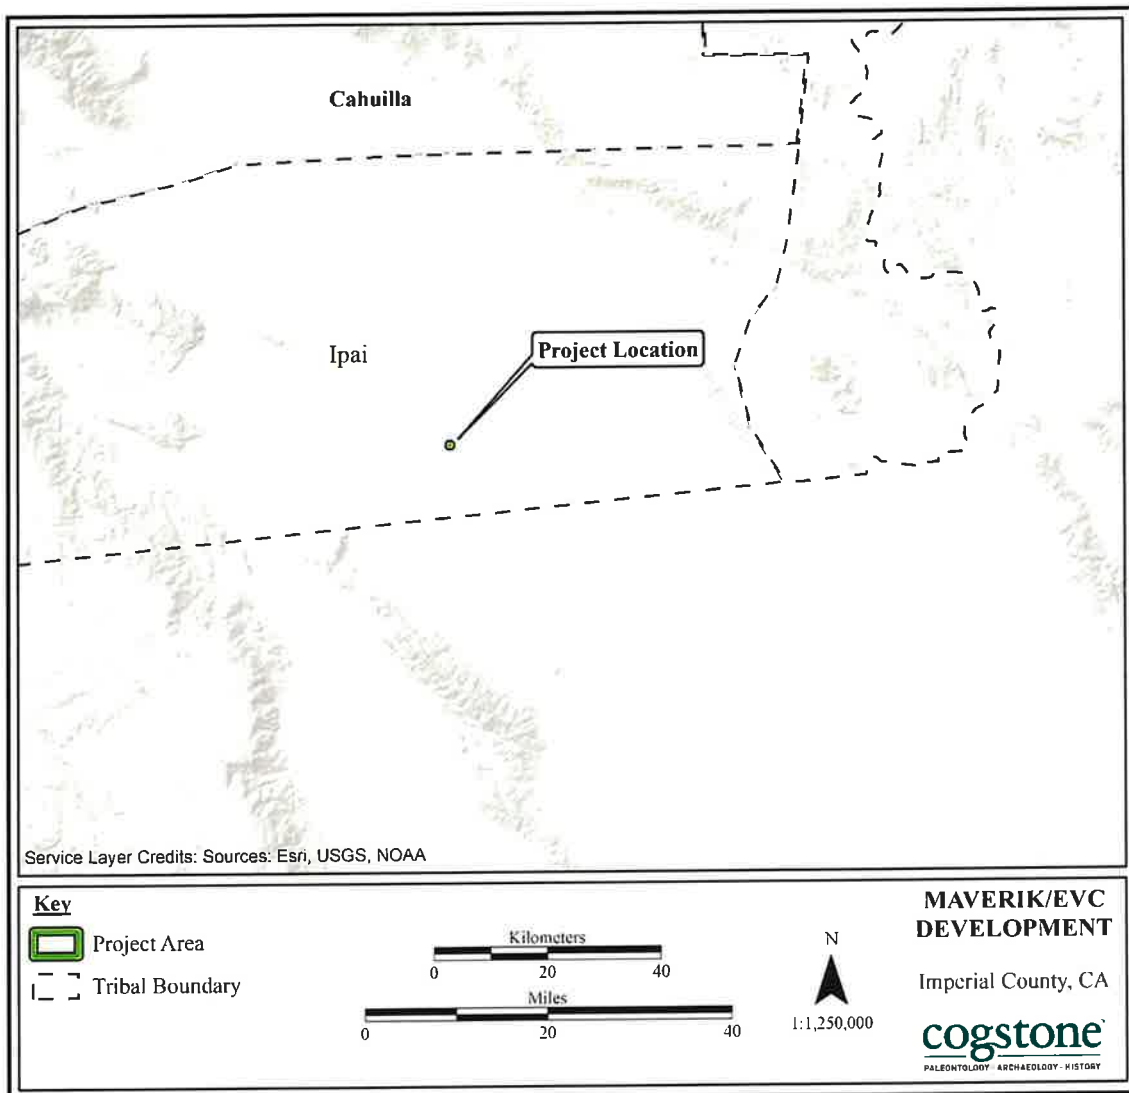 Cahuilla
Ipai
Project Location
Service Layer Credits: Sources: Esri, USGS, NOAA
Key
Project Area
Tribal Boundary
Kilometers
0 20 40
Miles
0 20 40
N
1:1,250,000
MAVERIK/EVC
DEVELOPMENT
Imperial County, CA
cogstone
PALEONTOLOGY - ARCHAEOLOGY - HISTORY